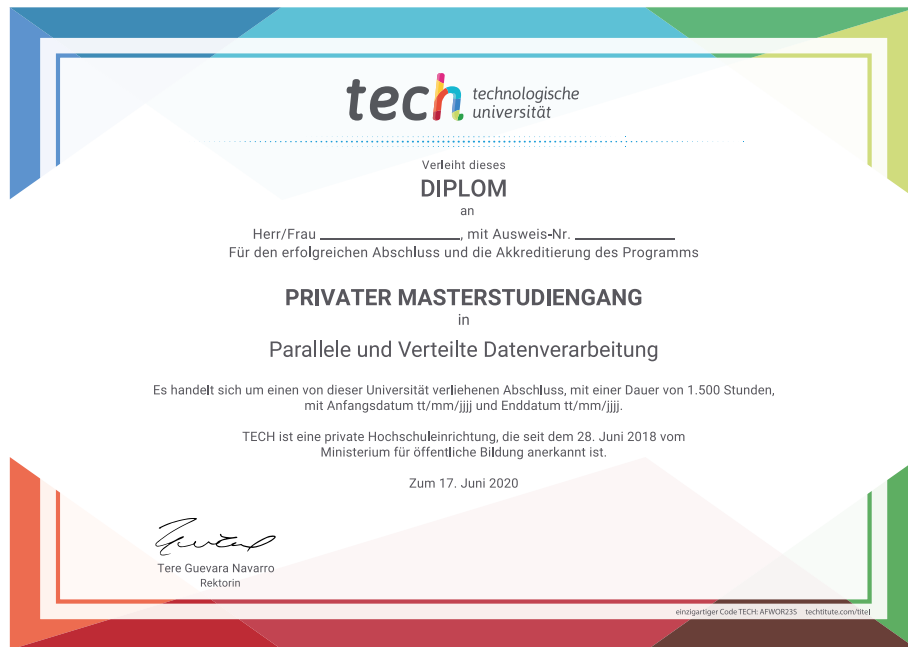 tech technologische
universität
Verleiht dieses
DIPLOM
an
Herr/Frau ____________________, mit Ausweis-Nr. ______________
Für den erfolgreichen Abschluss und die Akkreditierung des Programms
PRIVATER MASTERSTUDIENGANG
in
Parallele und Verteilte Datenverarbeitung
Es handelt sich um einen von dieser Universität verliehenen Abschluss, mit einer Dauer von 1.500 Stunden,
mit Anfangsdatum tt/mm/jjjj und Enddatum tt/mm/jjjj.
TECH ist eine private Hochschuleinrichtung, die seit dem 28. Juni 2018 vom
Ministerium für öffentliche Bildung anerkannt ist.
Zum 17. Juni 2020
Tere Guevara Navarro
Rektorin
einzigartiger Code TECH: AFWOR23S techtitute.com/titel